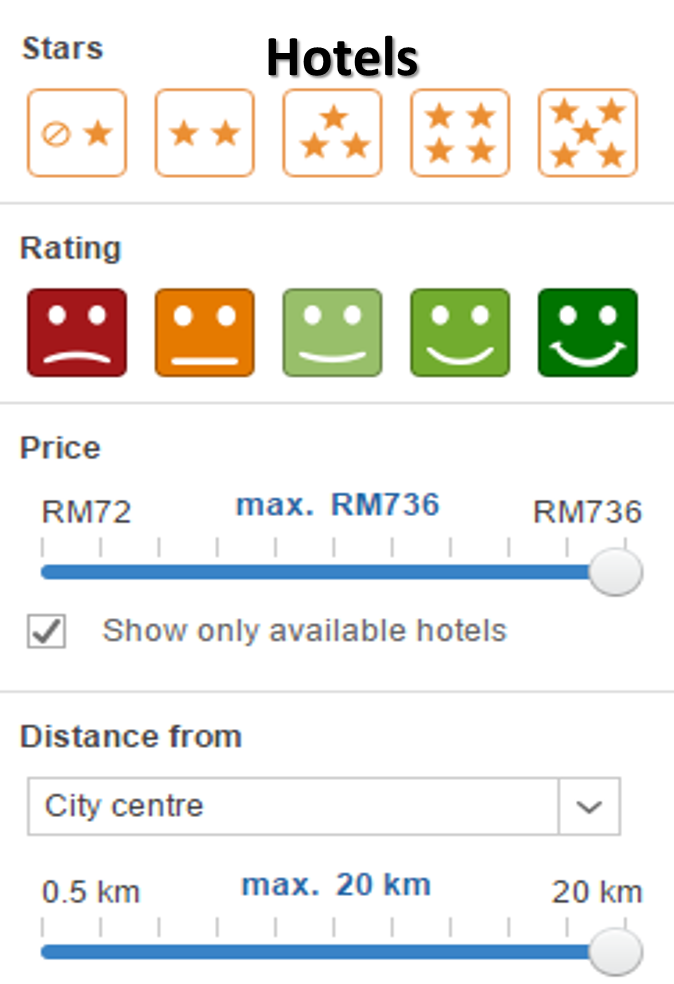 Hotels
Stars
Rating
Price
RM72 max. RM736 RM736
Show only available hotels
Distance from
City centre
0.5 km max. 20 km 20 km